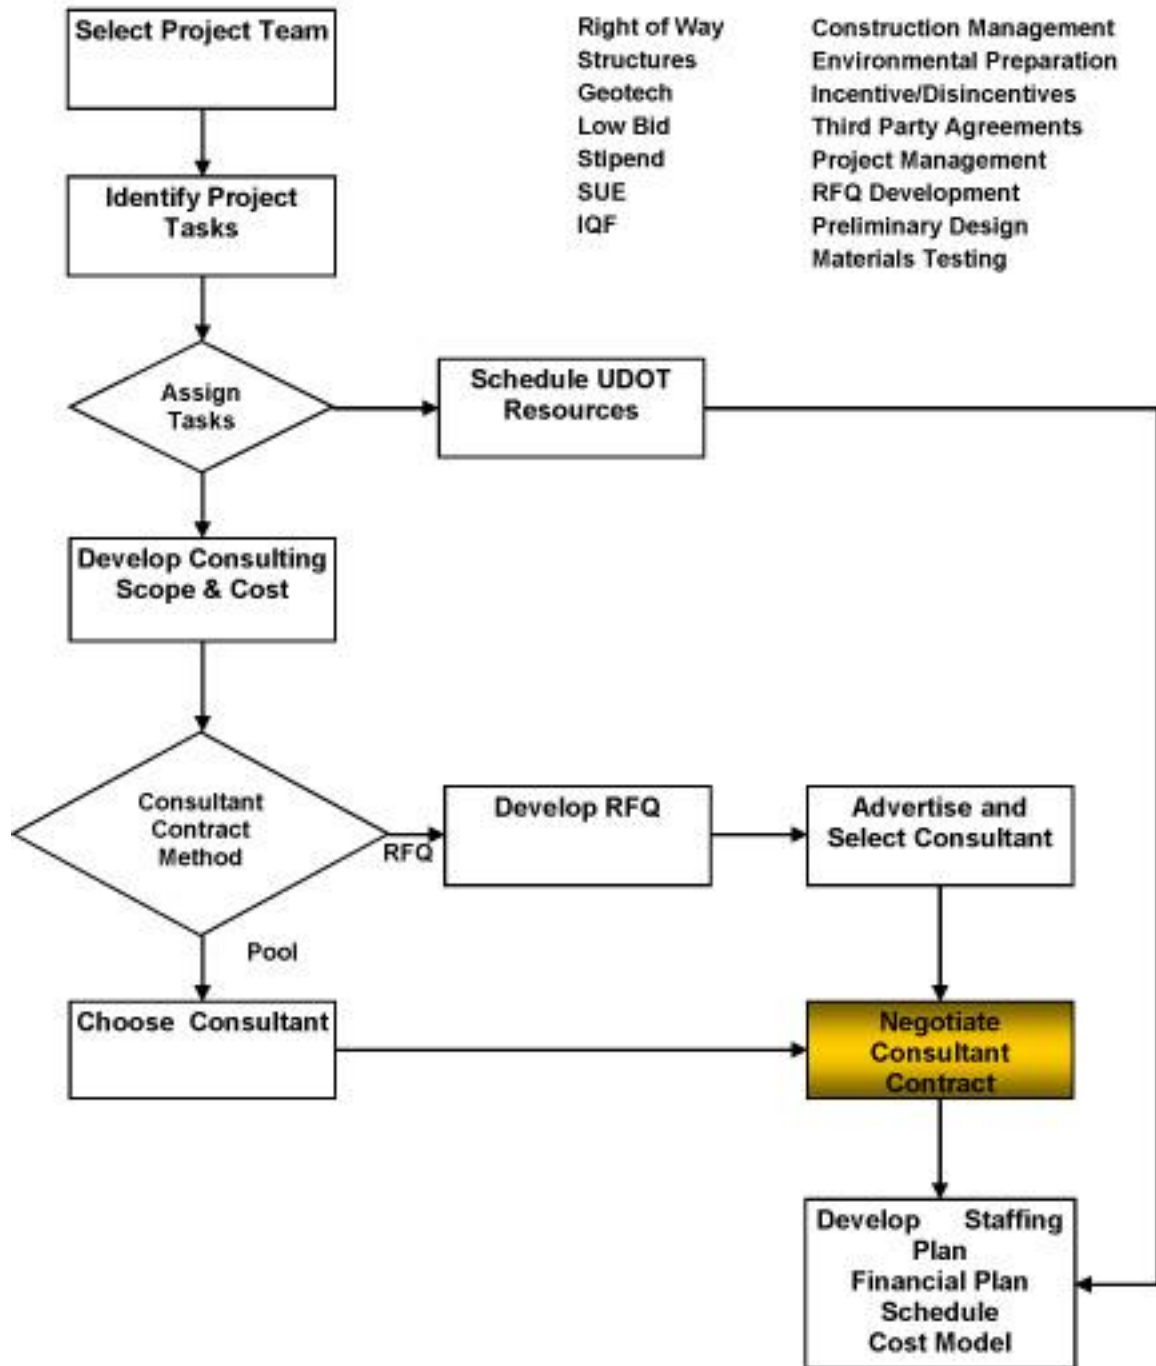 Select Project Team
Right of Way
Structures
Geotech
Low Bid
Stipend
SUE
IQF
Construction Management
Environmental Preparation
Incentive/Disincentives
Third Party Agreements
Project Management
RFQ Development
Preliminary Design
Materials Testing
Identify Project
Tasks
Assign
Tasks
Schedule UDOT
Resources
Develop Consulting
Scope & Cost
Consultant
Contract
Method
RFQ
Develop RFQ
Advertise and
Select Consultant
Pool
Choose Consultant
Negotiate
Consultant
Contract
Develop Staffing
Plan
Financial Plan
Schedule
Cost Model